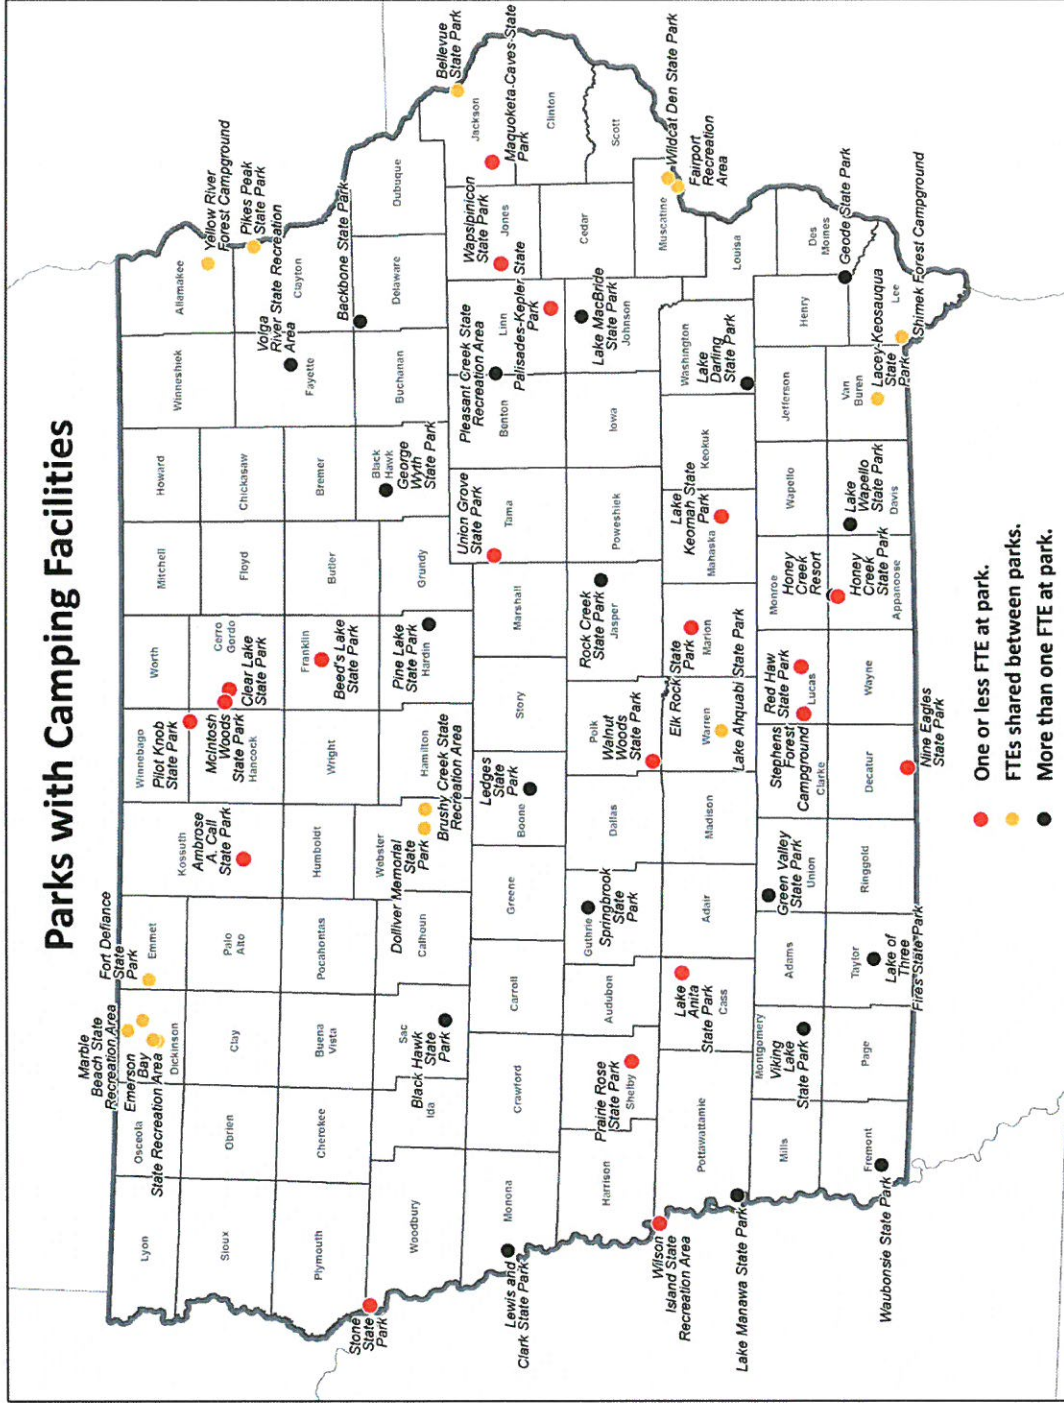 Parks with Camping Facilities
Marble
Beach State
Recreation Area
Emerson
Bay
State Recreation Area
Fort Defiance
State
Park
Lyon
Osceola
Dickinson
Emmet
Kossuth
Winnebago
Worth
Mitchell
Howard
Winneshiek
Allamakee
Yellow River
Forest Campground
Pikes Peak
State Park
Pilot Knob
State Park
Ambrose
A. Call
State Park
McIntosh
Woods
State Park
Hancock
Clear Lake
State Park
Sioux
Obrien
Clay
Palo
Alto
Cerro
Gordo
Floyd
Chickasaw
Volga
River State Recreation
Area
Fayette
Clayton
Plymouth
Cherokee
Buena
Vista
Pocahontas
Humboldt
Wright
Franklin
Beed's Lake
State Park
Butler
Bremer
Backbone State Park
Stone
State
Park
Woodbury
Ida
Sac
Black Hawk
State
Park
Calhoun
Webster
Dolliver Memorial
State
Park
Brushy Creek State
Recreation Area
Hamilton
Pine Lake
State Park
Hardin
Grundy
Black
Hawk
George
Wyth
State Park
Buchanan
Delaware
Dubuque
Bellevue
State Park
Lewis and
Clark State Park
Monona
Crawford
Carroll
Greene
Boone
Ledges
State
Park
Story
Marshall
Union Grove
State Park
Tama
Benton
Pleasant Creek State
Recreation Area
Linn
Palisades-Kepler State
Park
Wapsipinicon
State Park
Jones
Jackson
Maquoketa-Caves-State
Park
Clinton
Harrison
Prairie Rose
State Park
Shelby
Audubon
Guthrie
Springbrook
State
Park
Dallas
Polk
Walnut
Woods
State Park
Rock Creek
State Park
Jasper
Poweshiek
Iowa
Lake MacBride
State Park
Johnson
Cedar
Scott
Wilson
Island State
Recreation Area
Pottawattamie
Lake
Anita
State Park
Cass
Adair
Madison
Warren
Lake Ahquabi State Park
Elk Rock State
Park
Marion
Lake
Keomah State
Park
Mahaska
Keokuk
Washington
Lake
Darling
State Park
Muscatine
Louisa
Wildcat Den State Park
Fairport
Recreation
Area
Lake Manawa State Park
Mills
Montgomery
Viking
Lake
State Park
Adams
Green Valley
State Park
Union
Stephens
Forest
Campground
Clarke
Red Haw
State Park
Lucas
Monroe
Honey
Creek
Resort
Wapello
Jefferson
Henry
Des
Moines
Geode State Park
Waubonsie State Park
Fremont
Page
Taylor
Lake of
Three
Fires State Park
Ringgold
Decatur
Nine Eagles
State Park
Wayne
Honey
Creek
State Park
Appanoose
Lake
Wapello
State Park
Davis
Van
Buren
Lacey-Keosauqua
State
Park
Lee
Shimek Forest Campground
One or less FTE at park.
FTEs shared between parks.
More than one FTE at park.